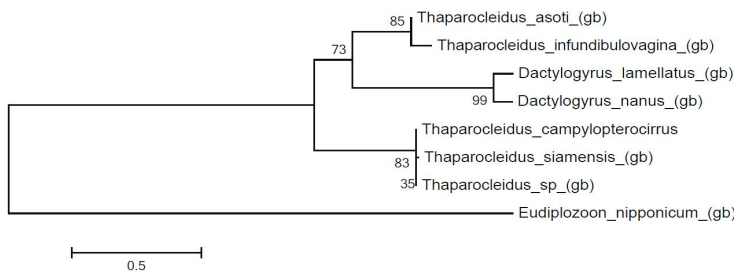 85
Thaparocleidus_asoti_(gb)
73
Thaparocleidus_infundibulovagina_(gb)
Dactylogyrus_lamellatus_(gb)
99
Dactylogyrus_nanus_(gb)
Thaparocleidus_campylopterocirrus
83
Thaparocleidus_siamensis_(gb)
35
Thaparocleidus_sp_(gb)
Eudiplozoon_nipponicum_(gb)
0.5